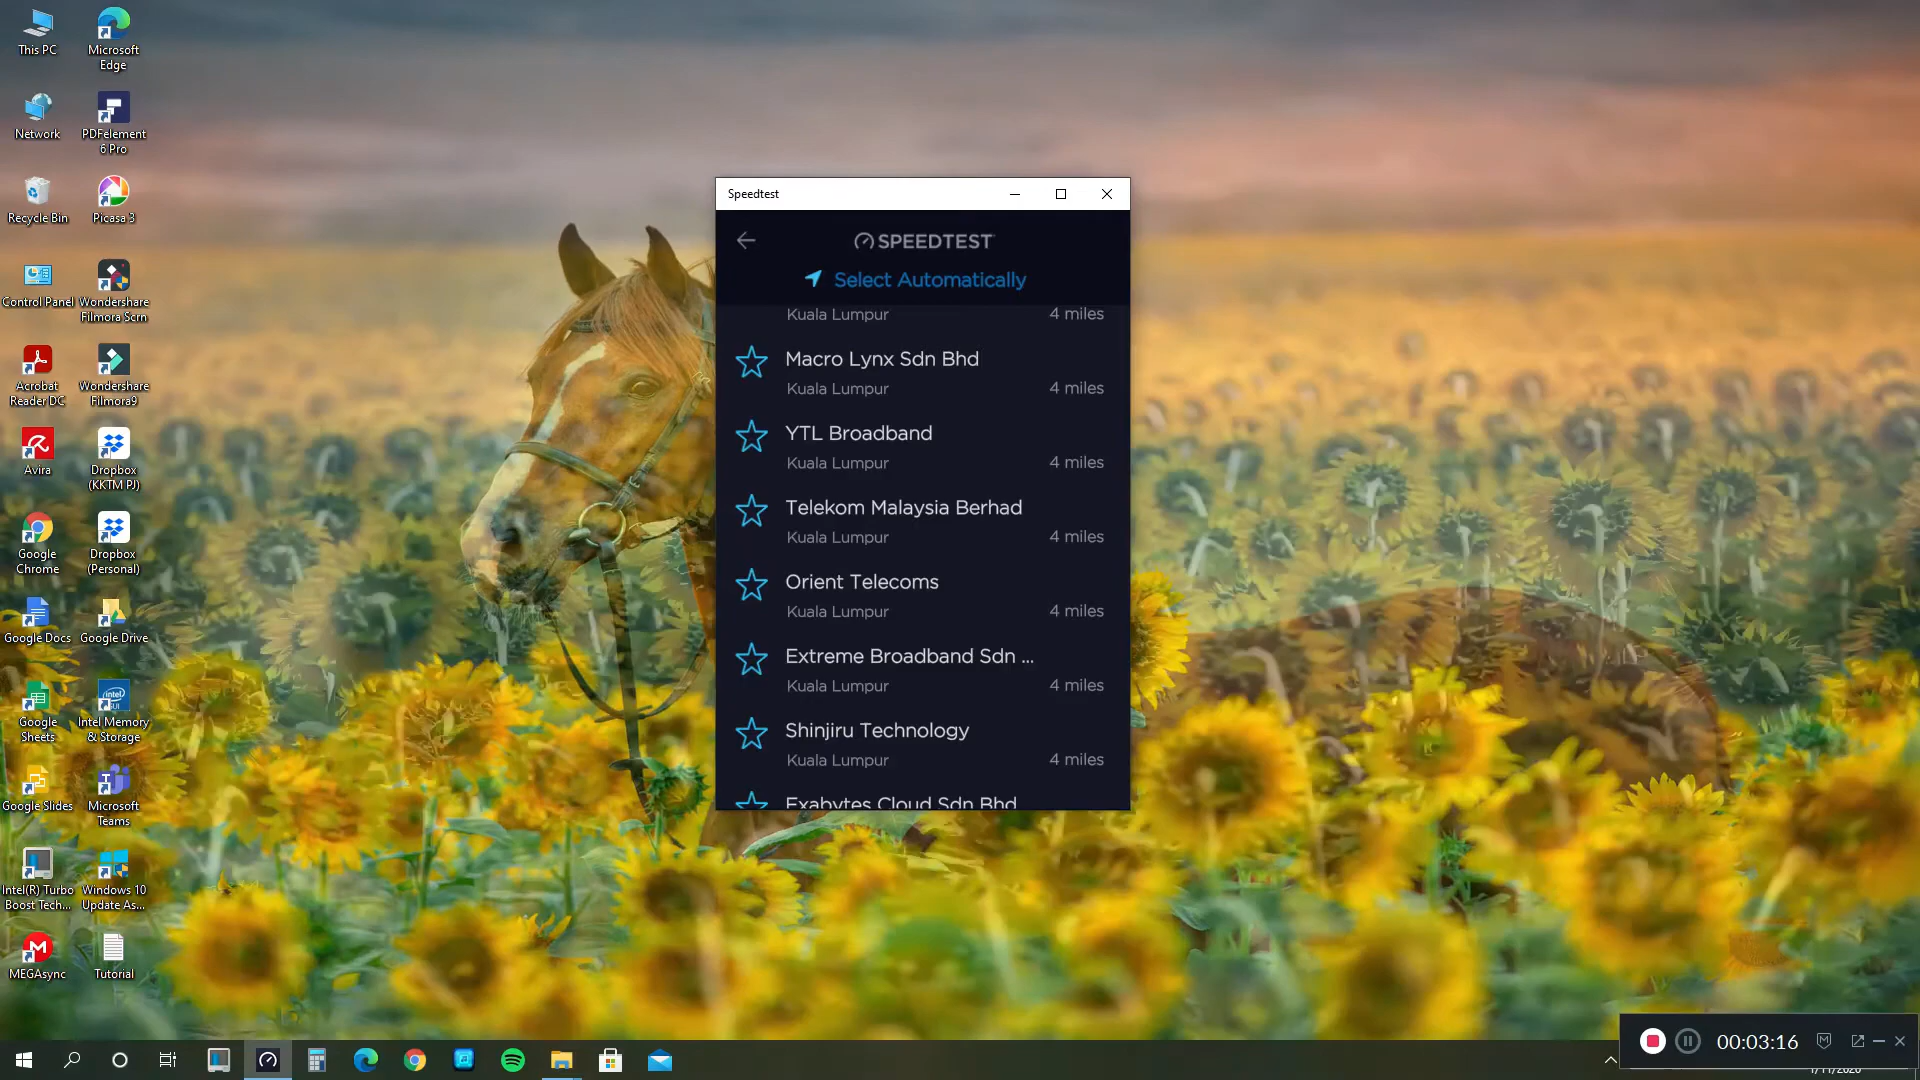 This PC
Microsoft
Edge
Network
PDFelement
6 Pro
Recycle Bin
Picasa 3
Control Panel
Wondershare
Filmora Scrn
Acrobat
Reader DC
Wondershare
Filmora9
Avira
Dropbox
(KKTM PJ)
Google
Chrome
Dropbox
(Personal)
Google Docs
Google Drive
Google
Sheets
Intel Memory
& Storage
Google Slides
Microsoft
Teams
Intel(R) Turbo
Boost Tech...
Windows 10
Update As...
MEGAsync
Tutorial
Speedtest
SPEEDTEST
Select Automatically
Kuala Lumpur 4 miles
Macro Lynx Sdn Bhd
Kuala Lumpur 4 miles
YTL Broadband
Kuala Lumpur 4 miles
Telekom Malaysia Berhad
Kuala Lumpur 4 miles
Orient Telecoms
Kuala Lumpur 4 miles
Extreme Broadband Sdn ...
Kuala Lumpur 4 miles
Shinjiru Technology
Kuala Lumpur 4 miles
Exabytes Cloud Sdn Bhd
00:03:16